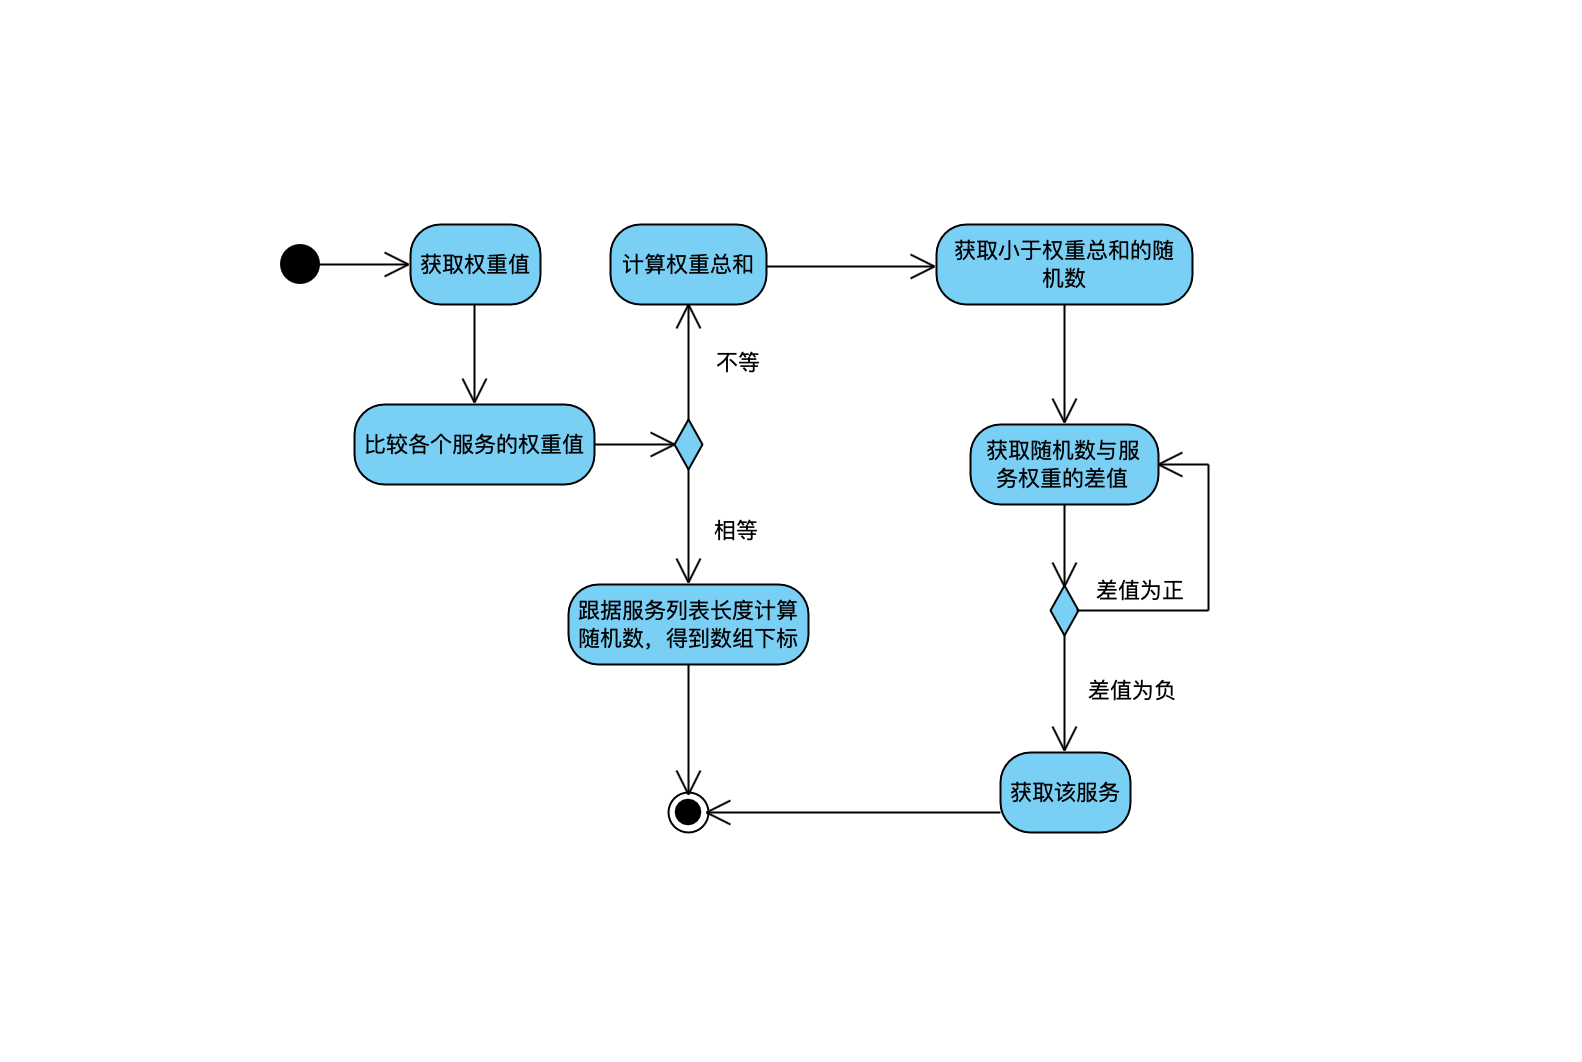 获取权重值
计算权重总和
获取小于权重总和的随
机数
不等
比较各个服务的权重值
获取随机数与服
务权重的差值
相等
差值为正
跟据服务列表长度计算
随机数，得到数组下标
差值为负
获取该服务